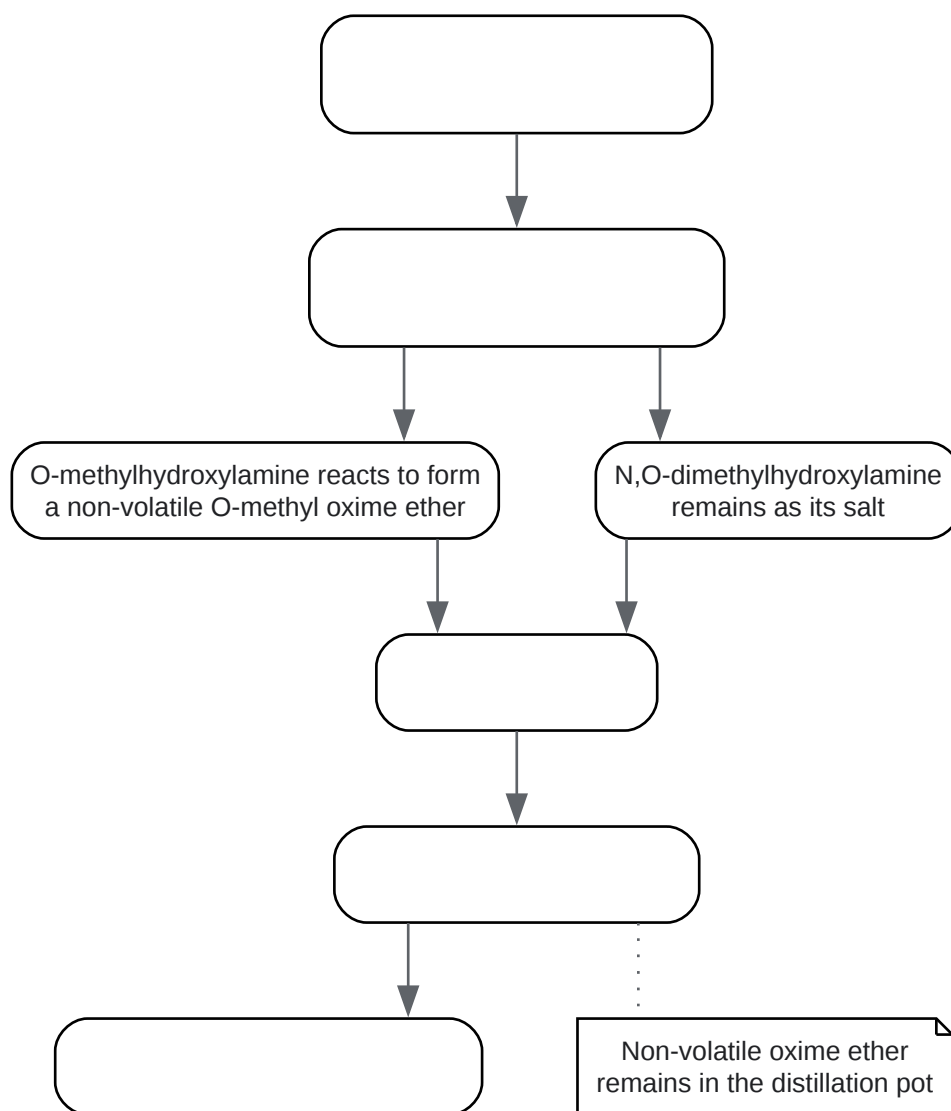 O-methylhydroxylamine reacts to form
a non-volatile O-methyl oxime ether
N,O-dimethylhydroxylamine
remains as its salt
Non-volatile oxime ether
remains in the distillation pot